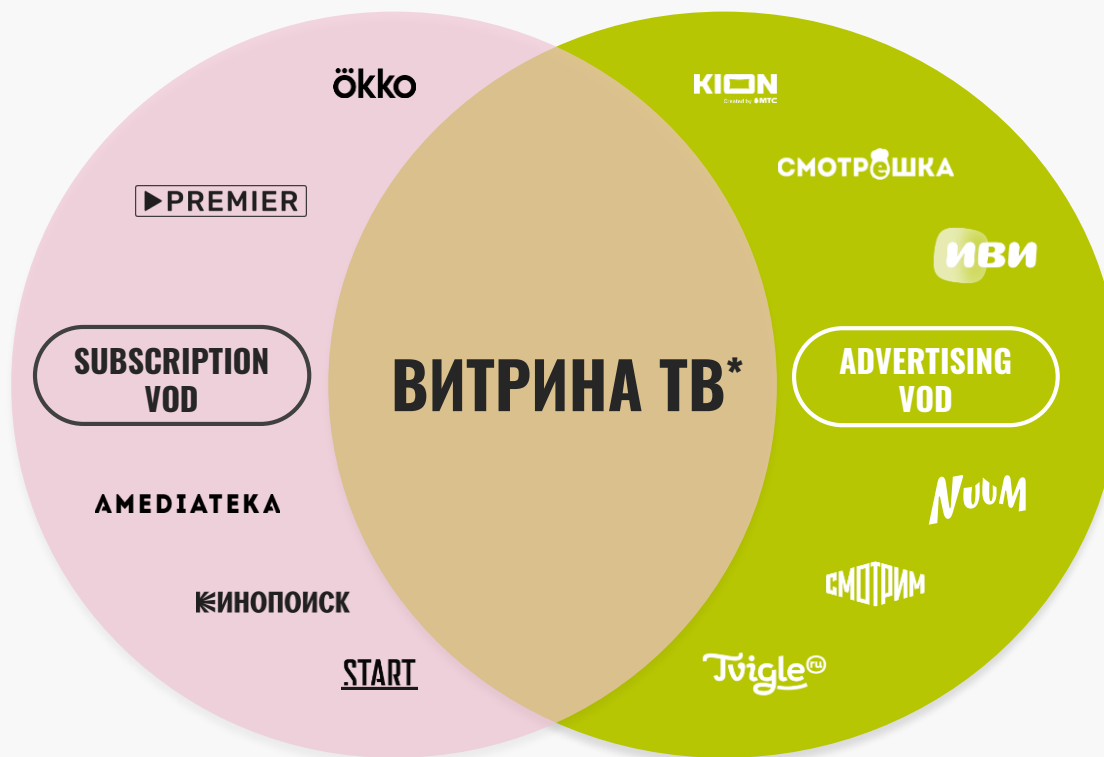 ökko
PREMIER
SUBSCRIPTION
VOD
AMEDIATEKA
КИНОПОИСК
START
ВИТРИНА ТВ*
KION
Created by МТС
СМОТРЕШКА
иви
ADVERTISING
VOD
NUUM
СМОТРИМ
Tvigle ru